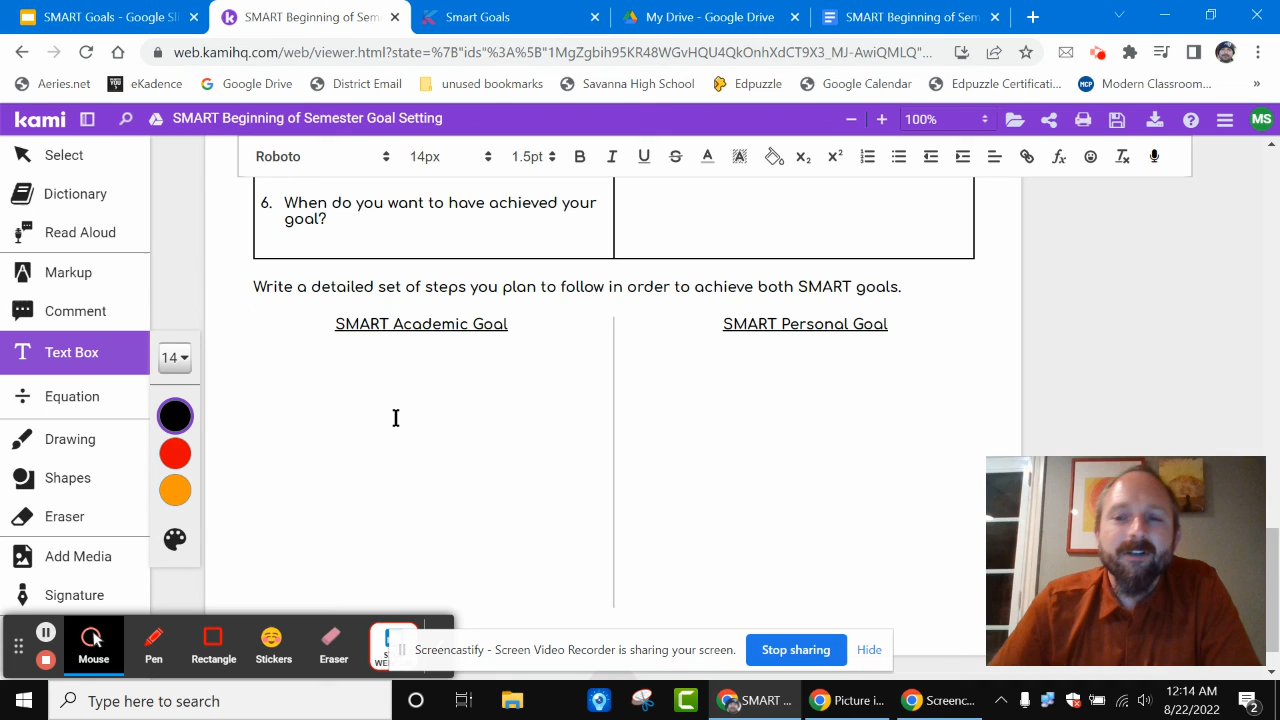 SMART Goals - Google Sli
SMART Beginning of Sem
Smart Goals
My Drive - Google Drive
SMART Beginning of Sem
web.kamihq.com/web/viewer.html?state=%7B"ids"%3A%5B"1MgZgbih95KR48WGvHQU4QkOnhXdCT9X3_MJ-AwiQMLQ"...
Aeries.net
eKadence
Google Drive
District Email
unused bookmarks
Savanna High School
Edpuzzle
Google Calendar
Edpuzzle Certificati...
MCP
Modern Classroom...
»
kami
SMART Beginning of Semester Goal Setting
100%
MS
Select
Dictionary
Read Aloud
Markup
Comment
Text Box
Equation
Drawing
Shapes
Eraser
Add Media
Signature
14
Roboto
14px
1.5pt
B I U S A
6. When do you want to have achieved your
goal?
Write a detailed set of steps you plan to follow in order to achieve both SMART goals.
SMART Academic Goal
SMART Personal Goal
Mouse
Pen
Rectangle
Stickers
Eraser
Screencastify - Screen Video Recorder is sharing your screen.
Stop sharing
Hide
Type here to search
SMART ...
Picture i...
Screenc...
12:14 AM
8/22/2022
2